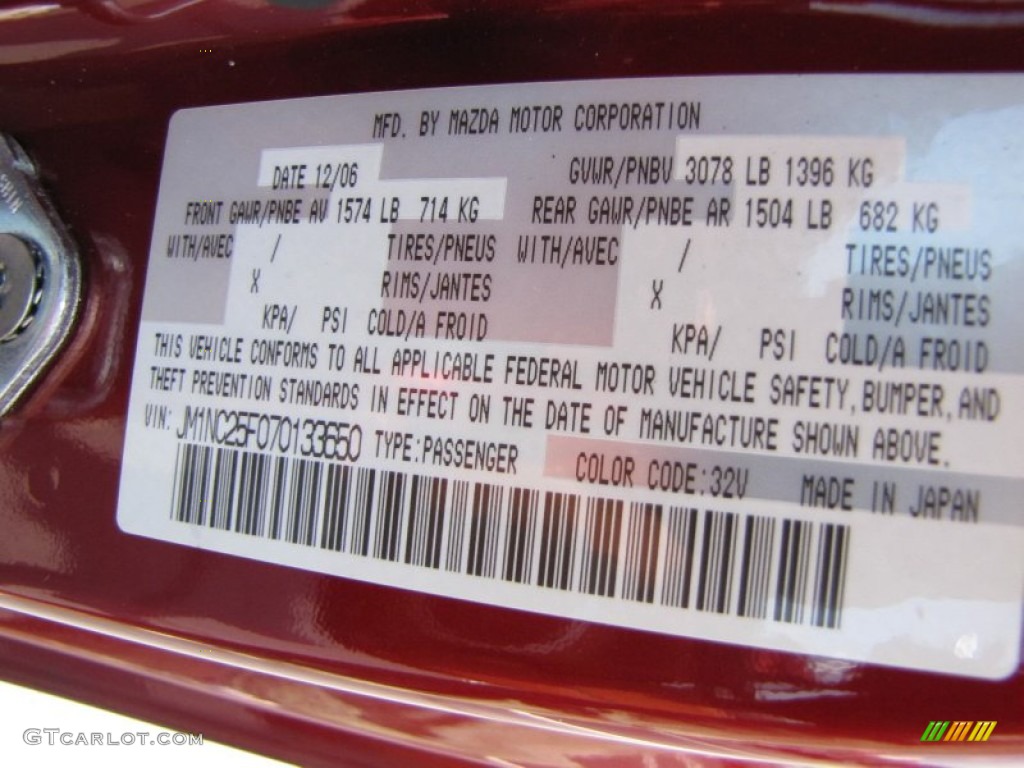 MFD. BY MAZDA MOTOR CORPORATION
DATE 12/06 GVWR/PNBV 3078 LB 1396 KG
FRONT GAWR/PNBE AV 1574 LB 714 KG REAR GAWR/PNBE AR 1504 LB 682 KG
WITH/AVEC / TIRES/PNEUS WITH/AVEC / TIRES/PNEUS
X RIMS/JANTES X RIMS/JANTES
KPA/ PSI COLD/A FROID KPA/ PSI COLD/A FROID
THIS VEHICLE CONFORMS TO ALL APPLICABLE FEDERAL MOTOR VEHICLE SAFETY, BUMPER, AND
THEFT PREVENTION STANDARDS IN EFFECT ON THE DATE OF MANUFACTURE SHOWN ABOVE.
VIN: JM1NC25F070133650 TYPE:PASSENGER COLOR CODE:32V MADE IN JAPAN
GTCARLOT.COM